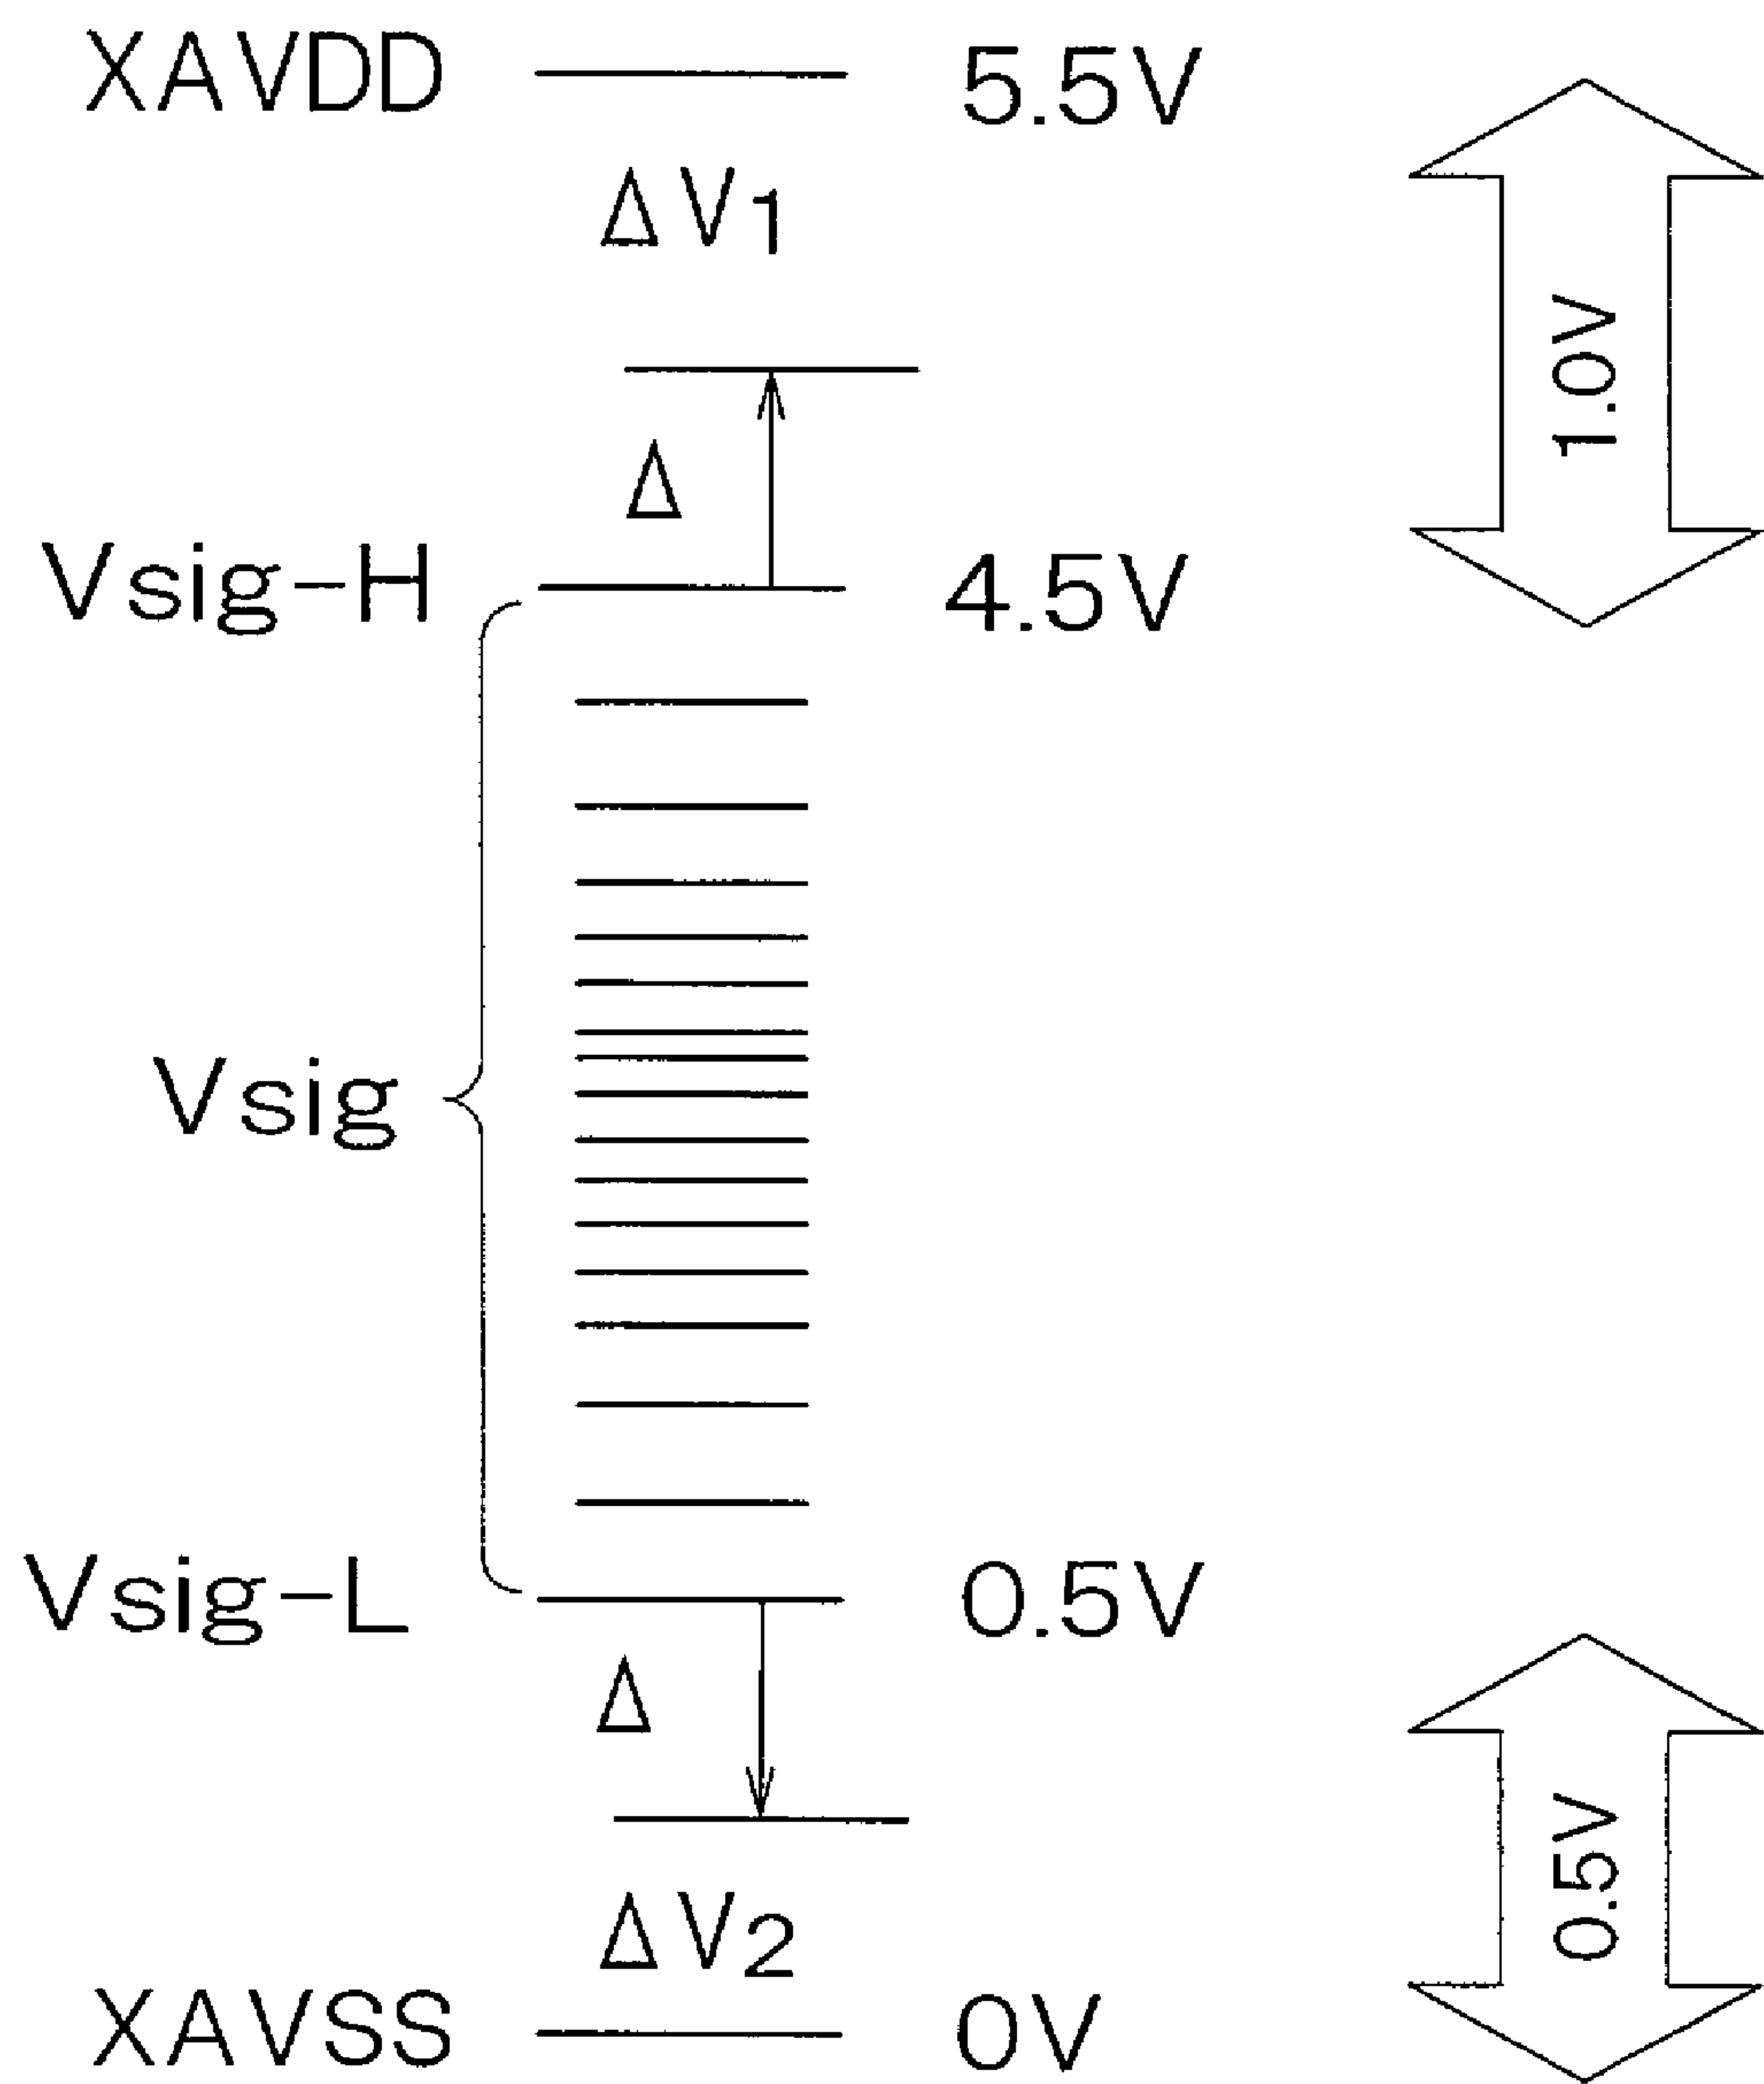 XAVDD 5.5V
ΔV1
1.0V
Δ
Vsig-H 4.5V
Vsig
Vsig-L 0.5V
Δ
0.5V
ΔV2
XAVSS 0V